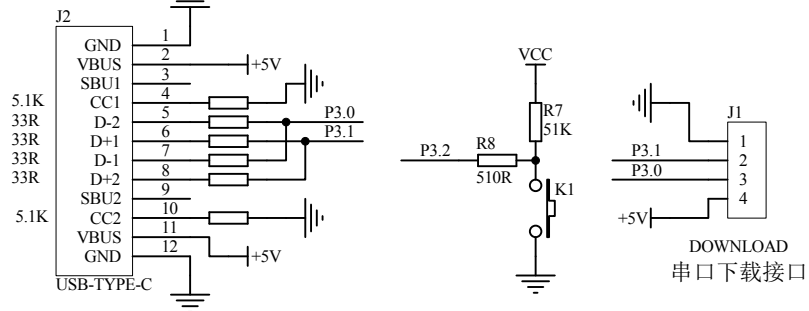 J2
GND 1
VBUS 2 +5V
SBU1 3
5.1K CC1 4
33R D-2 5 P3.0
33R D+1 6 P3.1
33R D-1 7
33R D+2 8
SBU2 9
5.1K CC2 10
VBUS 11
GND 12 +5V
USB-TYPE-C
VCC
R7
51K
P3.2 R8
510R
K1
J1
1
P3.1 2
P3.0 3
+5V 4
DOWNLOAD
串口下载接口